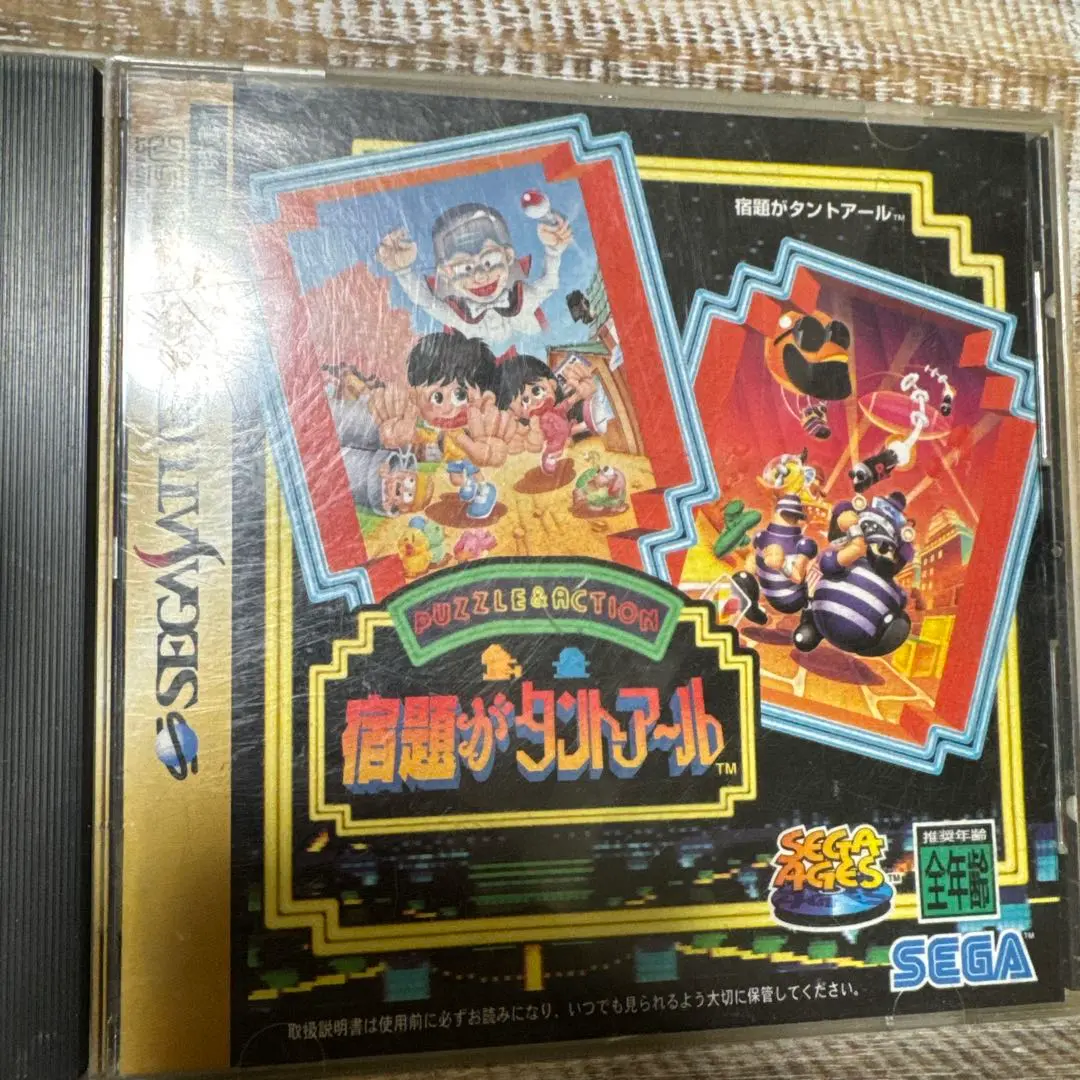 宿題がタントアール™
PUZZLE & ACTION
宿題がタントアール™
SEGA SATURN
SEGA
AGES™
推奨年齢
全年齢
SEGA™
取扱説明書は使用前に必ずお読みになり、いつでも見られるよう大切に保管してください。